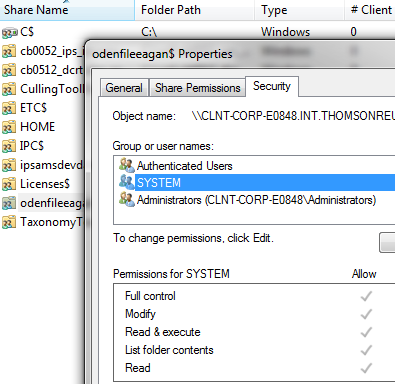 Share Name Folder Path Type # Client
C$ C:\ Windows 0
cb0052_ips_i
cb0512_dcrt
CullingTool
ETC$
HOME
IPC$
ipsamsdevd
Licenses$
odenfileeaga
TaxonomyT
odenfileeagan$ Properties
General Share Permissions Security
Object name: \\CLNT-CORP-E0848.INT.THOMSONREU
Group or user names:
Authenticated Users
SYSTEM
Administrators (CLNT-CORP-E0848\Administrators)
To change permissions, click Edit.
Permissions for SYSTEM Allow
Full control
Modify
Read & execute
List folder contents
Read